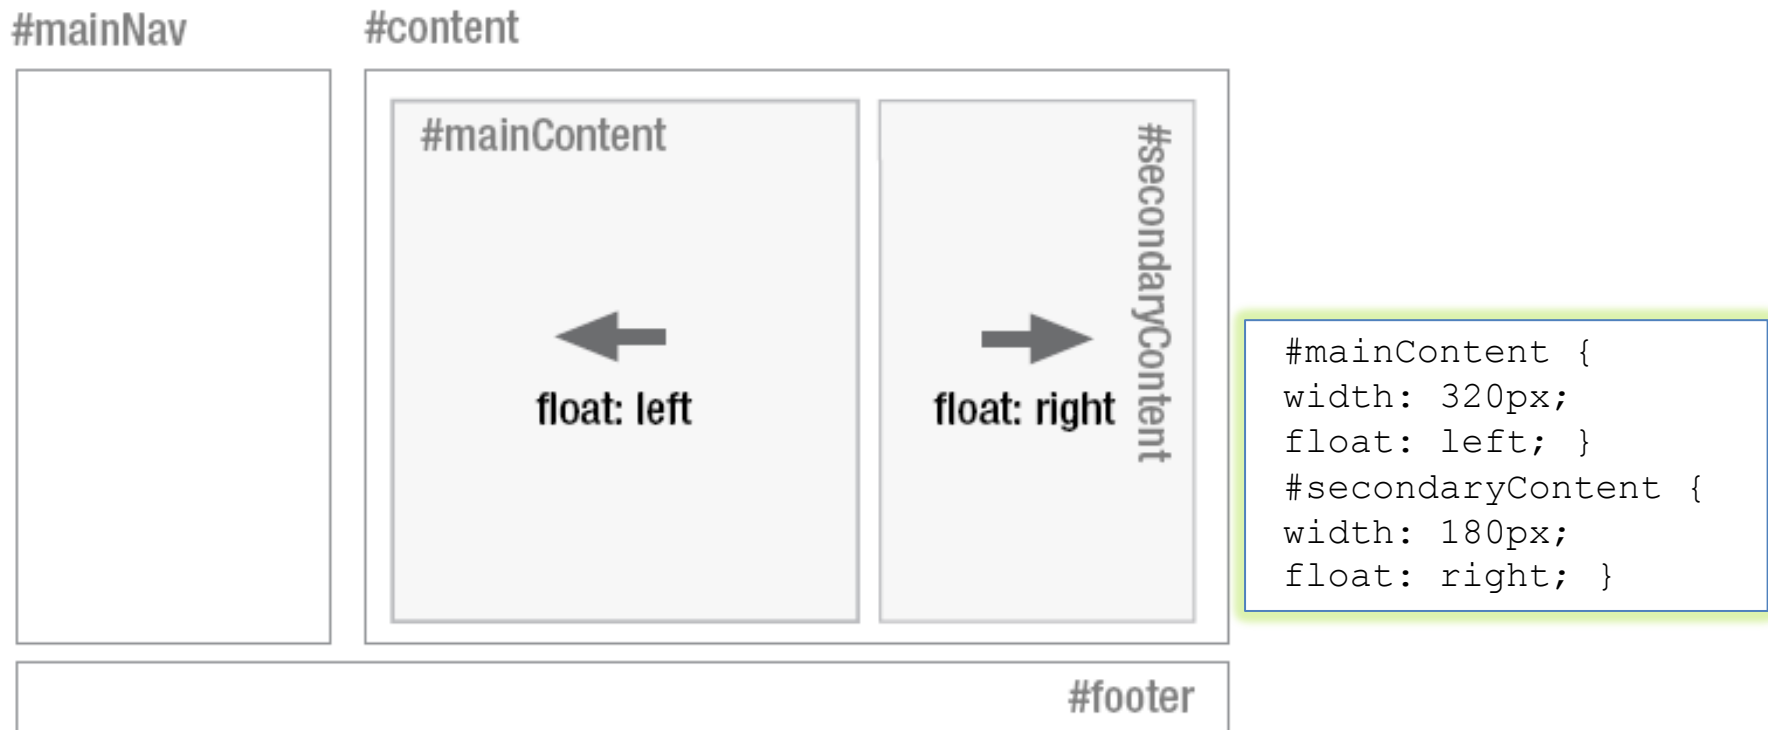 #mainNav
#content
#mainContent
#secondaryContent
float: left
float: right
#mainContent {
width: 320px;
float: left; }
#secondaryContent {
width: 180px;
float: right; }
#footer